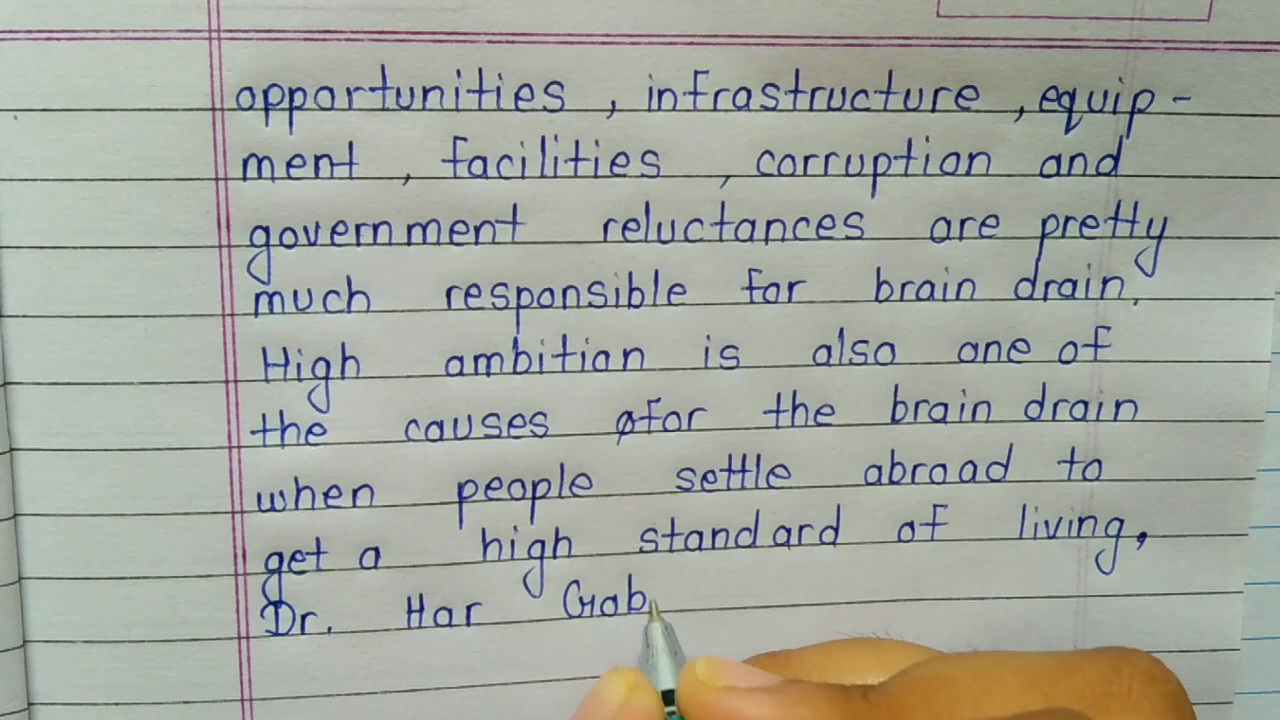 opportunities , infrastructure , equip-
ment , facilities , corruption and
government reluctances are pretty
much responsible for brain drain.
High ambition is also one of
the causes for the brain drain
when people settle abroad to
get a high standard of living,
Dr. Har Gob